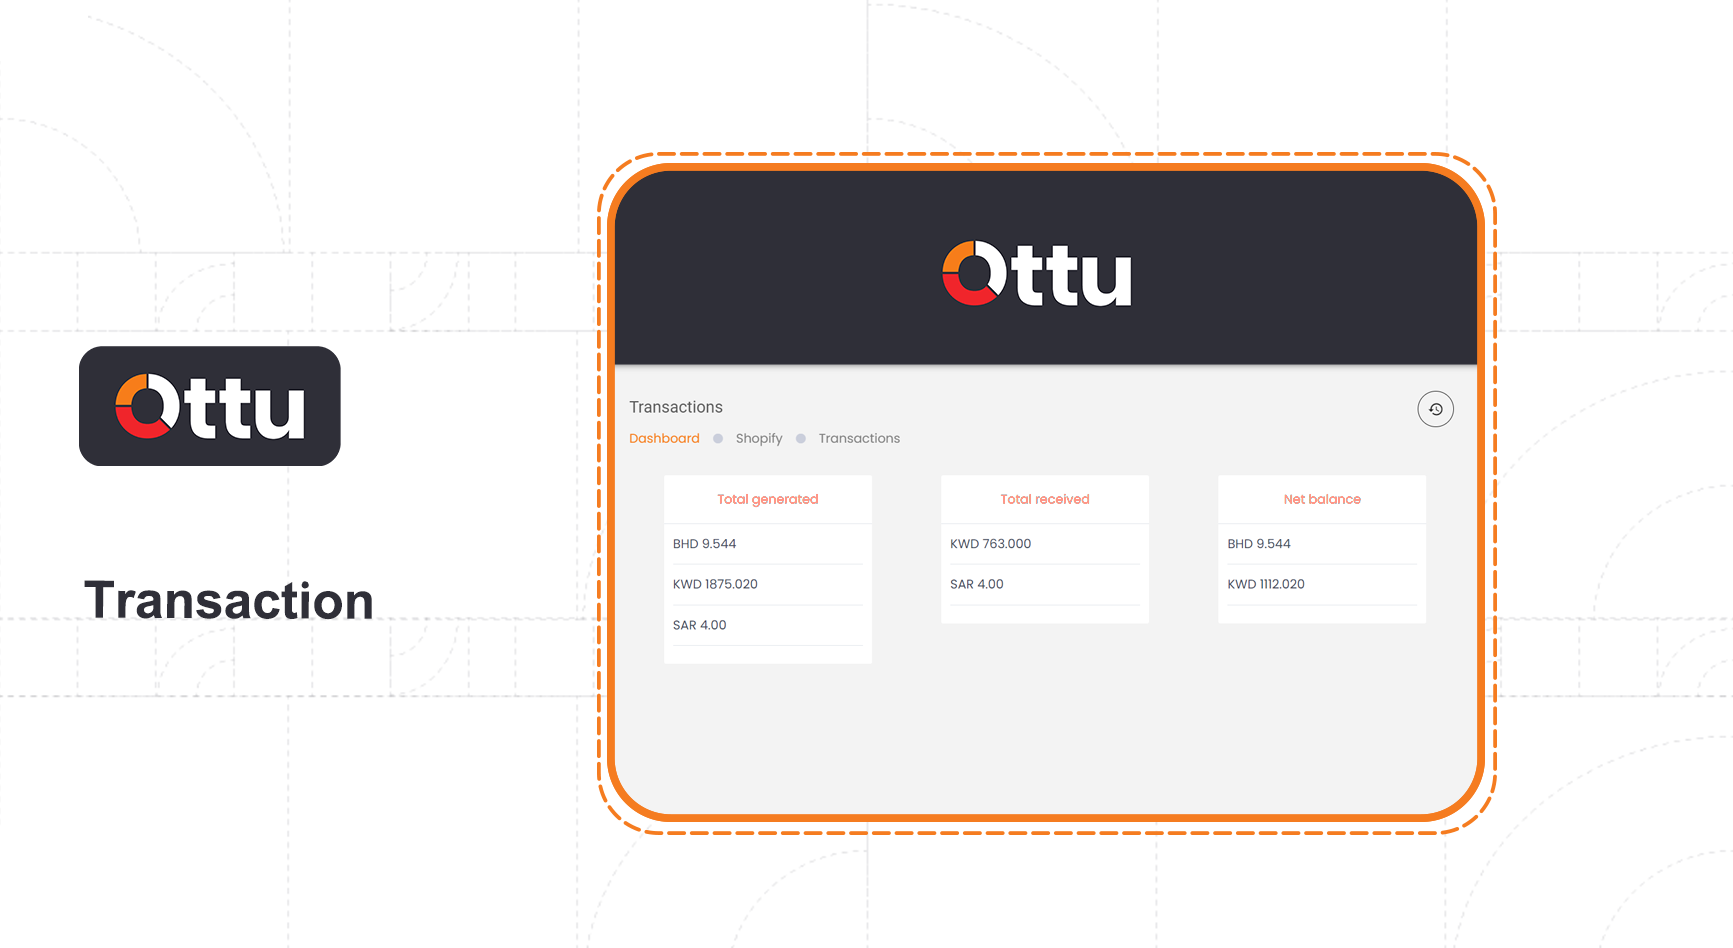 Ottu
Transaction
Ottu
Transactions
Dashboard Shopify Transactions
Total generated
BHD 9.544
KWD 1875.020
SAR 4.00
Total received
KWD 763.000
SAR 4.00
Net balance
BHD 9.544
KWD 1112.020